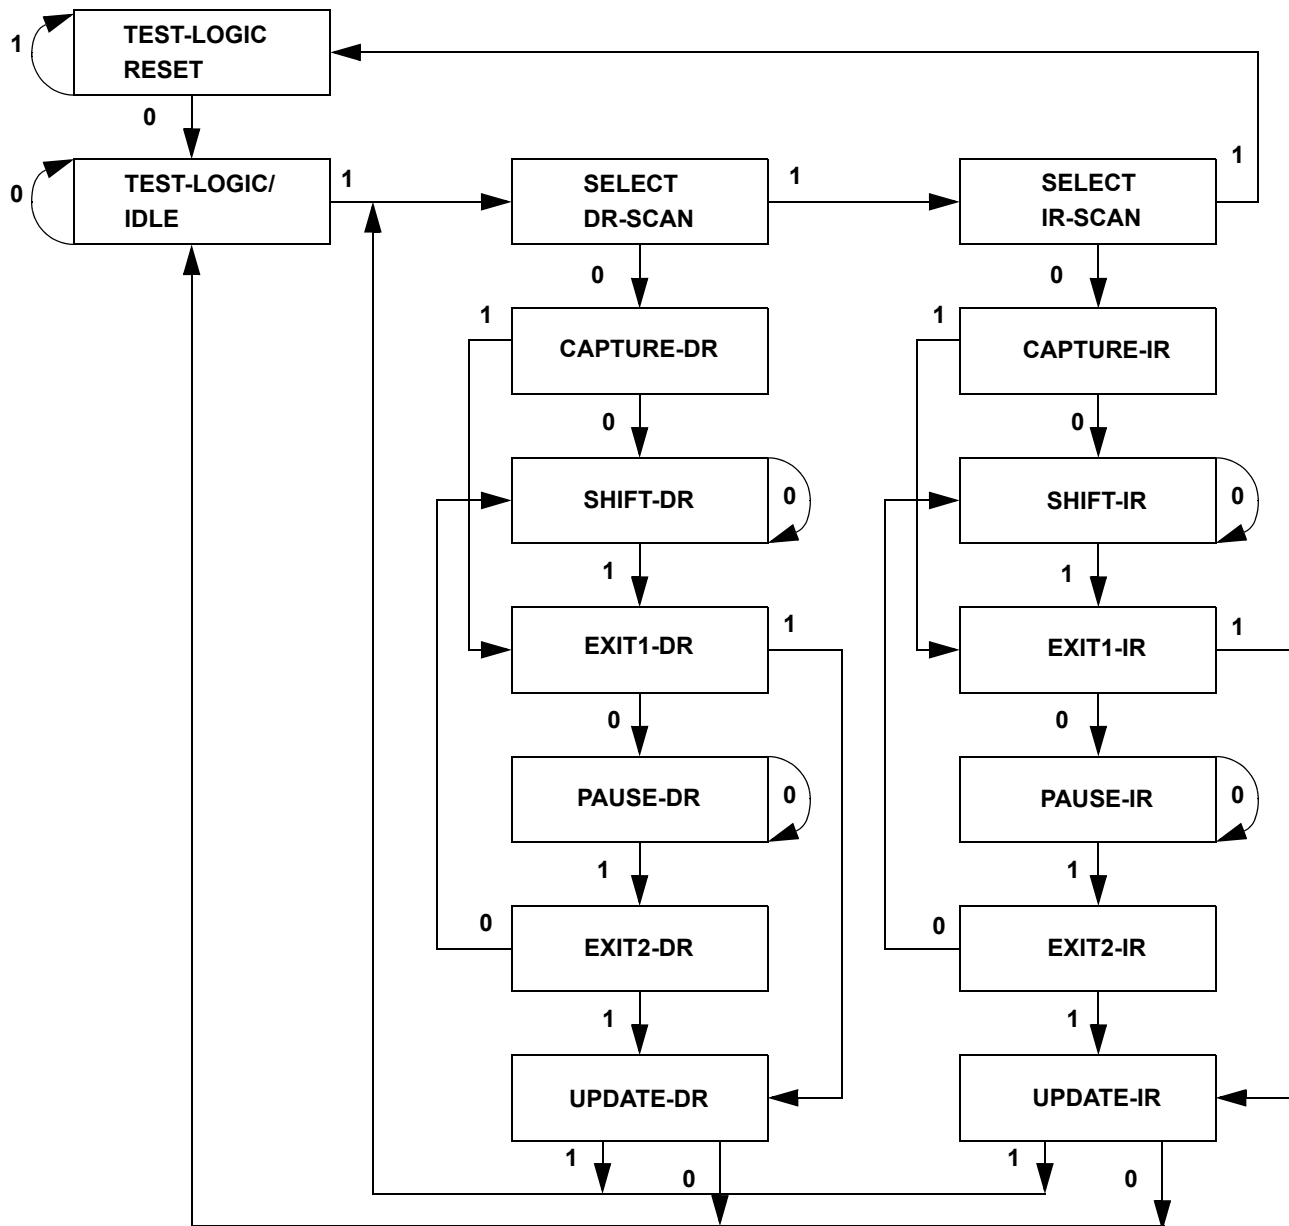 TEST-LOGIC
RESET
1
0
TEST-LOGIC/
IDLE
0
1
SELECT
DR-SCAN
1
SELECT
IR-SCAN
1
0
0
1
CAPTURE-DR
1
CAPTURE-IR
0
0
SHIFT-DR
0
SHIFT-IR
0
1
1
EXIT1-DR
1
EXIT1-IR
1
0
0
PAUSE-DR
0
PAUSE-IR
0
1
1
0
EXIT2-DR
0
EXIT2-IR
1
1
UPDATE-DR
UPDATE-IR
1
0
1
0